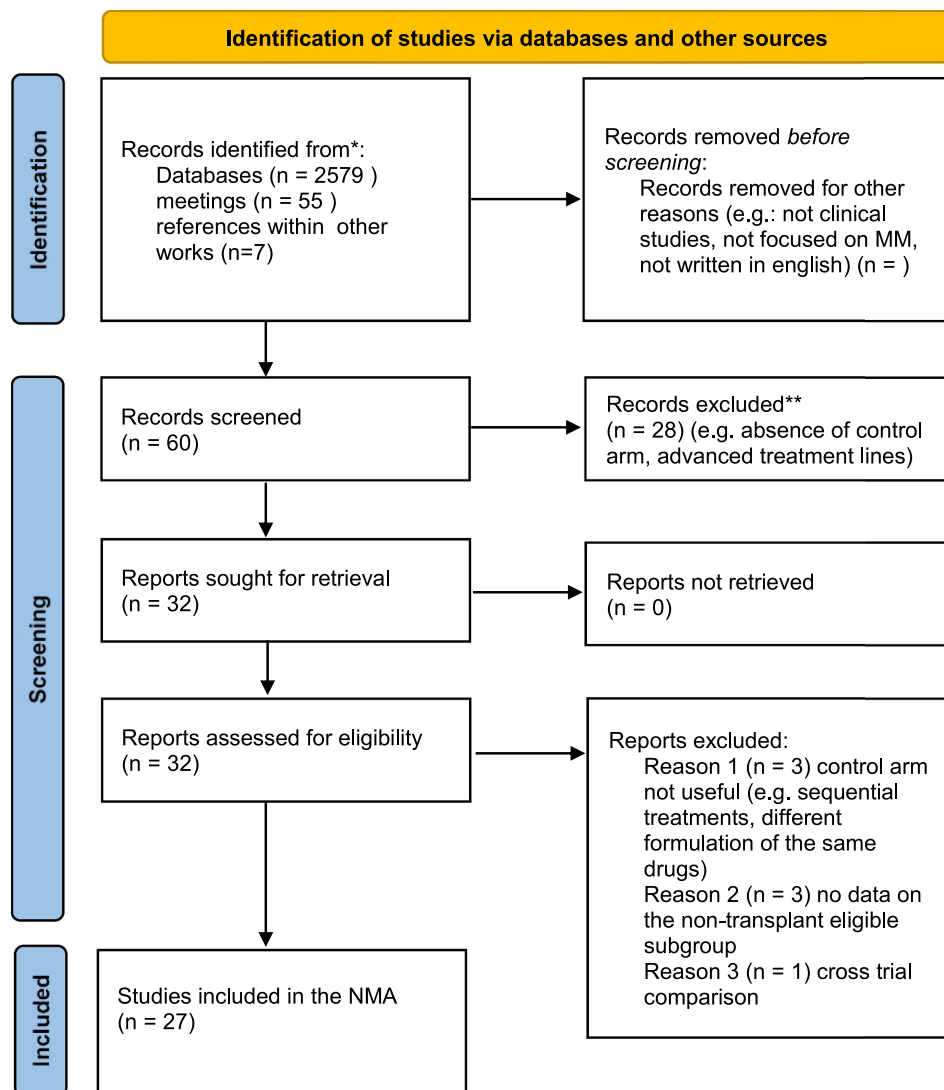 Identification of studies via databases and other sources
Identification
Records identified from*:
Databases (n = 2579 )
meetings (n = 55 )
references within other
works (n=7)
Records removed before
screening:
Records removed for other
reasons (e.g.: not clinical
studies, not focused on MM,
not written in english) (n = )
Screening
Records screened
(n = 60)
Records excluded**
(n = 28) (e.g. absence of control
arm, advanced treatment lines)
Reports sought for retrieval
(n = 32)
Reports not retrieved
(n = 0)
Reports assessed for eligibility
(n = 32)
Reports excluded:
Reason 1 (n = 3) control arm
not useful (e.g. sequential
treatments, different
formulation of the same
drugs)
Reason 2 (n = 3) no data on
the non-transplant eligible
subgroup
Reason 3 (n = 1) cross trial
comparison
Included
Studies included in the NMA
(n = 27)